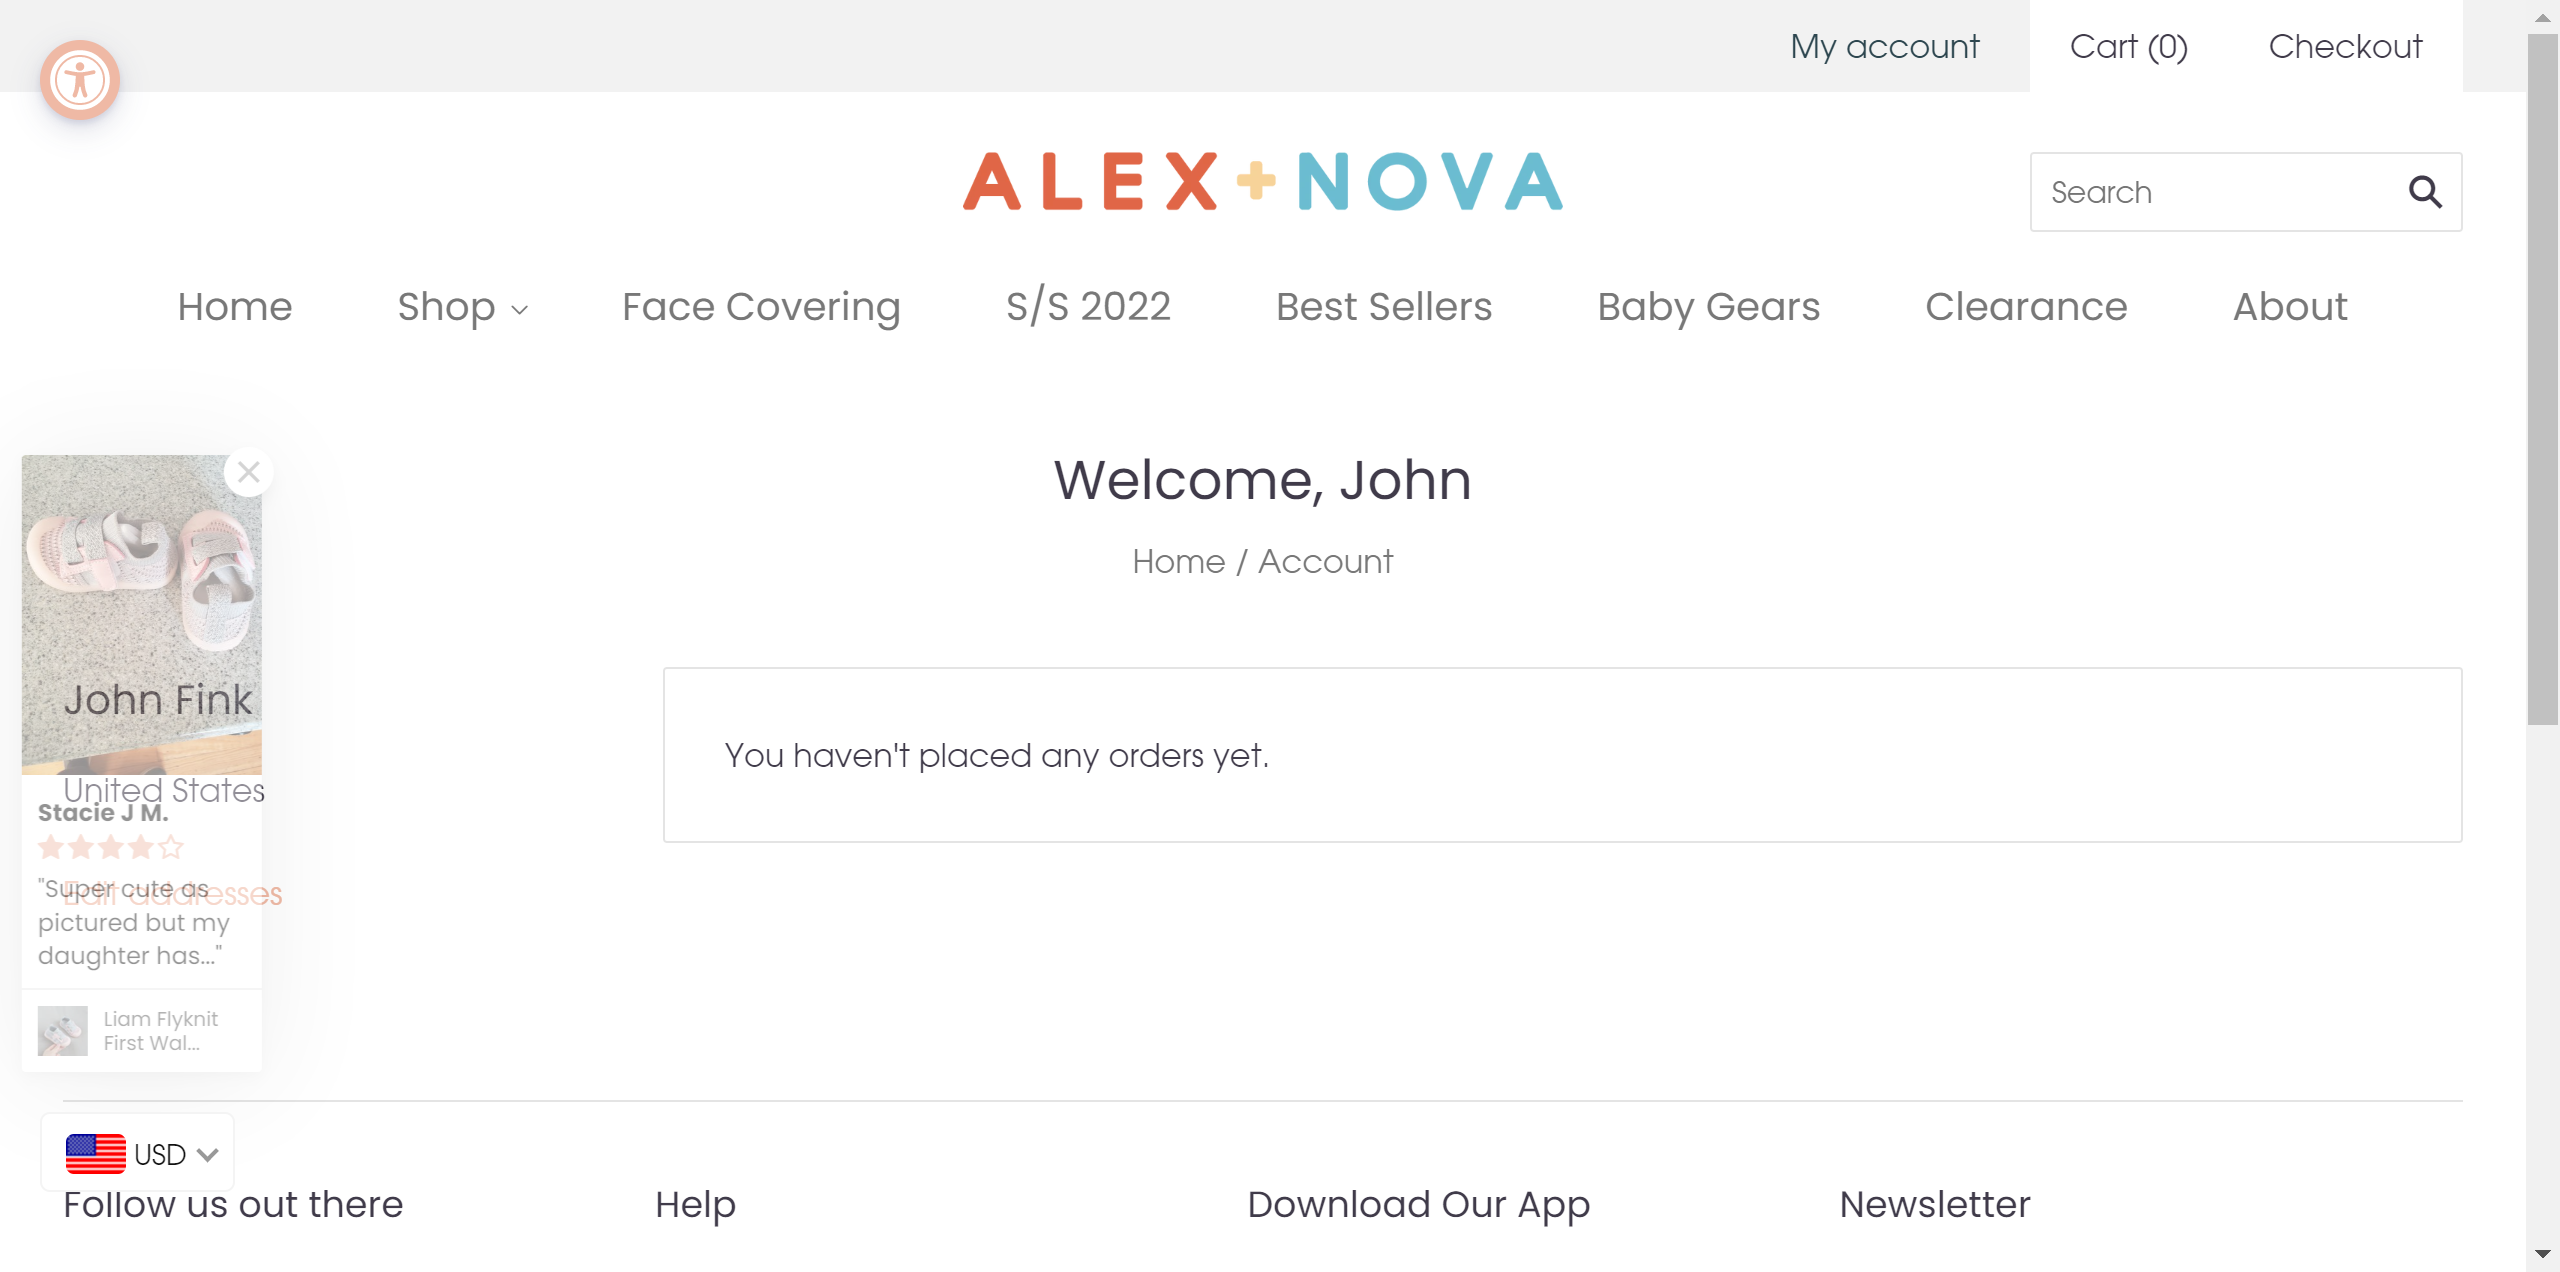 My account
Cart (0)
Checkout
ALEX+NOVA
Search
Home
Shop
Face Covering
S/S 2022
Best Sellers
Baby Gears
Clearance
About
Welcome, John
Home / Account
John Fink
United States
Edit addresses
Stacie J M.
"Super cute as
pictured but my
daughter has..."
Liam Flyknit
First Wal...
You haven't placed any orders yet.
USD
Follow us out there
Help
Download Our App
Newsletter